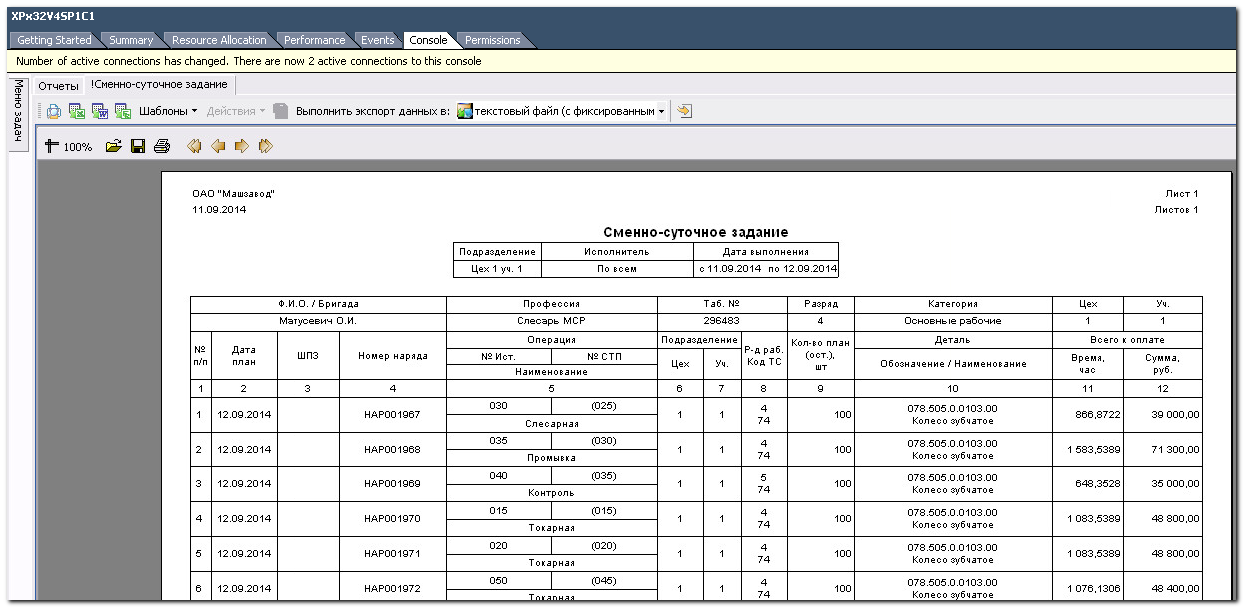 XPx32V4SP1C1
Getting Started Summary Resource Allocation Performance Events Console Permissions
Number of active connections has changed. There are now 2 active connections to this console
Меню задач
Отчеты !Сменно-суточное задание
Шаблоны Действия Выполнить экспорт данных в: текстовый файл (с фиксированным
100%
ОАО "Машзавод" Лист 1
11.09.2014 Листов 1
Сменно-суточное задание
Подразделение Исполнитель Дата выполнения
Цех 1 уч. 1 По всем с 11.09.2014 по 12.09.2014
Ф.И.О. / Бригада Профессия Таб. № Разряд Категория Цех Уч.
Матусевич О.И. Слесарь МСР 296483 4 Основные рабочие 1 1
№ п/п Дата план ШПЗ Номер наряда Операция Подразделение Р-д раб. Код ТС Кол-во план (ост.), шт Деталь Всего к оплате
№ Ист. № СТП Цех Уч. Обозначение / Наименование Время, час Сумма, руб.
Наименование
1 2 3 4 5 6 7 8 9 10 11 12
1 12.09.2014 НАР001967 030 (025) 1 1 4 100 078.505.0.0103.00 866,8722 39 000,00
Слесарная 74 Колесо зубчатое
2 12.09.2014 НАР001968 035 (030) 1 1 4 100 078.505.0.0103.00 1 583,5389 71 300,00
Промывка 74 Колесо зубчатое
3 12.09.2014 НАР001969 040 (035) 1 1 5 100 078.505.0.0103.00 648,3528 35 000,00
Контроль 74 Колесо зубчатое
4 12.09.2014 НАР001970 015 (015) 1 1 4 100 078.505.0.0103.00 1 083,5389 48 800,00
Токарная 74 Колесо зубчатое
5 12.09.2014 НАР001971 020 (020) 1 1 4 100 078.505.0.0103.00 1 083,5389 48 800,00
Токарная 74 Колесо зубчатое
6 12.09.2014 НАР001972 050 (045) 1 1 4 100 078.505.0.0103.00 1 076,1306 48 400,00
Токарная 74 Колесо зубчатое